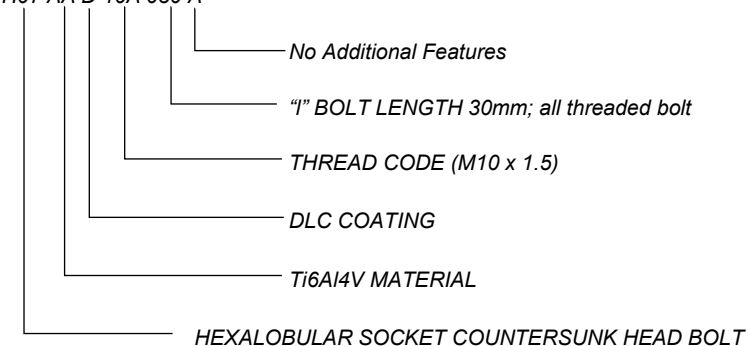 No Additional Features
“l” BOLT LENGTH 30mm; all threaded bolt
THREAD CODE (M10 x 1.5)
DLC COATING
Ti6Al4V MATERIAL
HEXALOBULAR SOCKET COUNTERSUNK HEAD BOLT